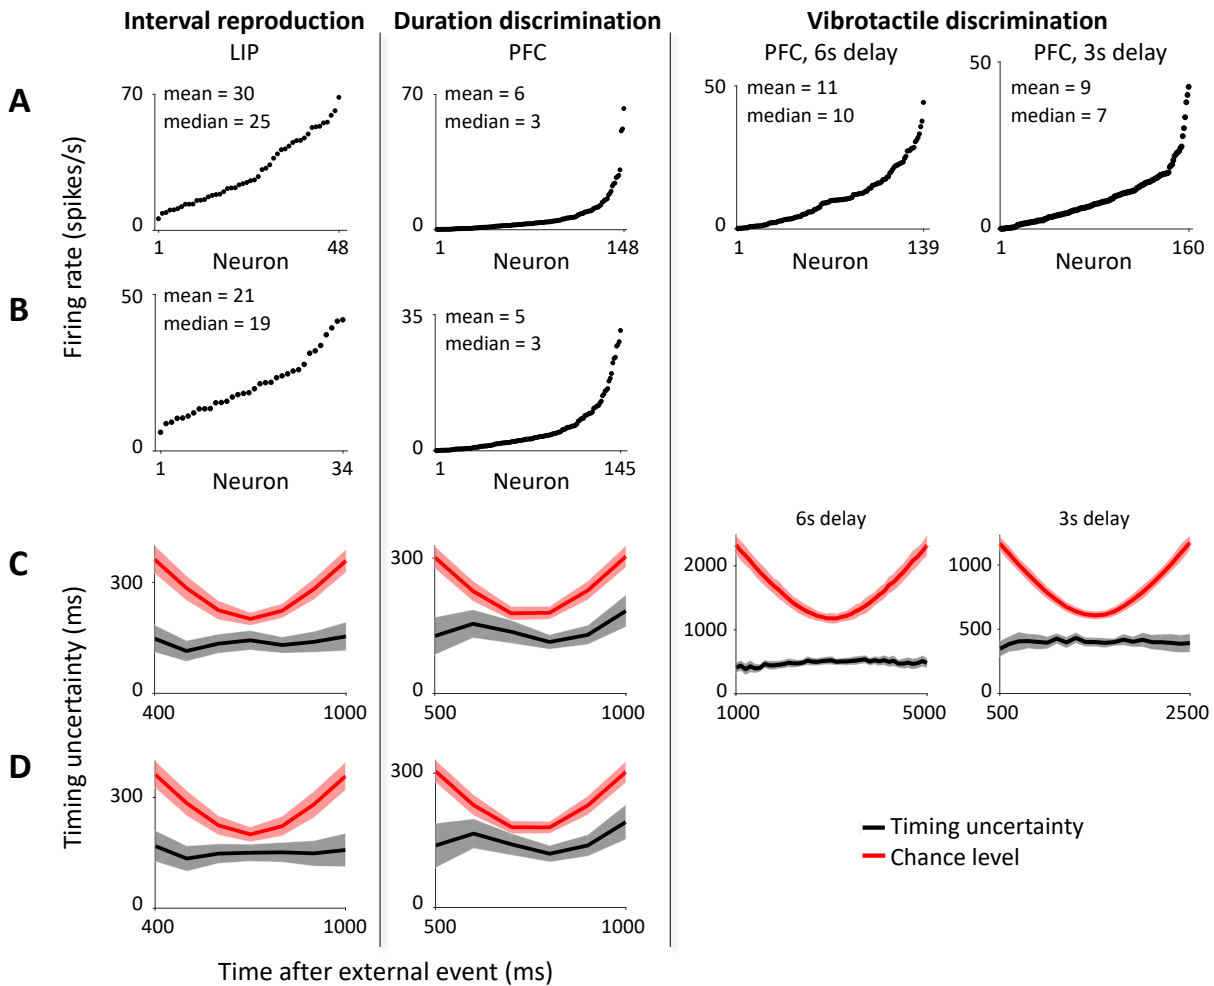 Interval reproduction
Duration discrimination
Vibrotactile discrimination
LIP
PFC
PFC, 6s delay
PFC, 3s delay
A
B
C
D
Firing rate (spikes/s)
Timing uncertainty (ms)
70
mean = 30
median = 25
0
1
48
Neuron
70
mean = 6
median = 3
0
1
148
Neuron
50
mean = 11
median = 10
0
1
139
Neuron
50
mean = 9
median = 7
0
1
160
Neuron
50
mean = 21
median = 19
0
1
34
Neuron
35
mean = 5
median = 3
0
1
145
Neuron
300
0
400
1000
300
0
500
1000
6s delay
2000
1000
0
1000
5000
3s delay
1000
500
0
500
2500
300
0
400
1000
300
0
500
1000
Timing uncertainty
Chance level
Time after external event (ms)